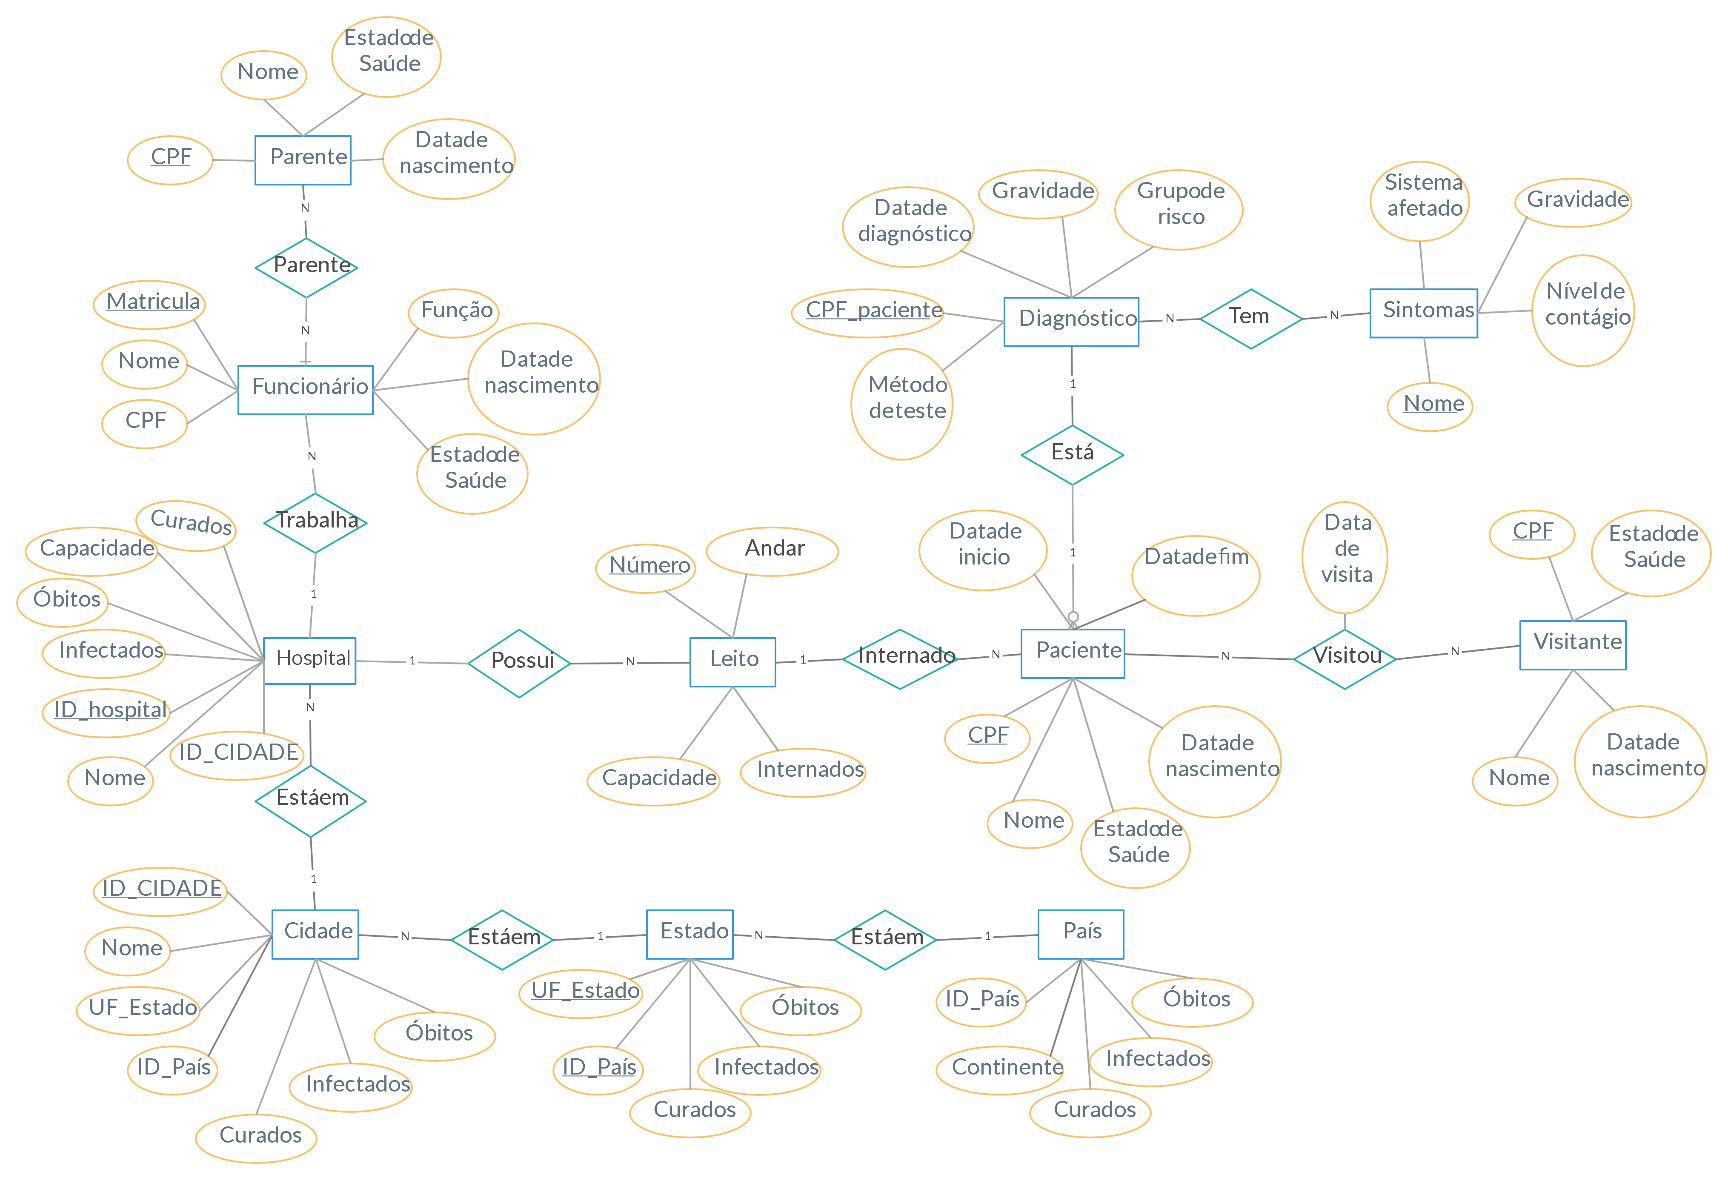 Estado de
Saúde
Nome
Data de
nascimento
CPF
Parente
N
Parente
N
Matricula
Nome
CPF
Funcionário
Função
Data de
nascimento
Estado de
Saúde
N
Trabalha
1
Curados
Capacidade
Óbitos
Infectados
ID_hospital
Nome
ID_CIDADE
Hospital
1
Possui
N
Número
Andar
Leito
Capacidade
Internados
1
Internado
N
Data de
inicio
Data de fim
Paciente
CPF
Nome
Estado de
Saúde
Data de
nascimento
1
Está
1
Data de
diagnóstico
Gravidade
Grupo de
risco
CPF_paciente
Método
de teste
Diagnóstico
N
Tem
N
Sistema
afetado
Gravidade
Sintomas
Nível de
contágio
Nome
N
Data
de
visita
Visitou
N
CPF
Estado de
Saúde
Visitante
Nome
Data de
nascimento
N
Está em
1
ID_CIDADE
Nome
UF_Estado
ID_País
Curados
Infectados
Óbitos
Cidade
N
Está em
1
Estado
UF_Estado
ID_País
Curados
Infectados
Óbitos
N
Está em
1
País
ID_País
Continente
Curados
Infectados
Óbitos